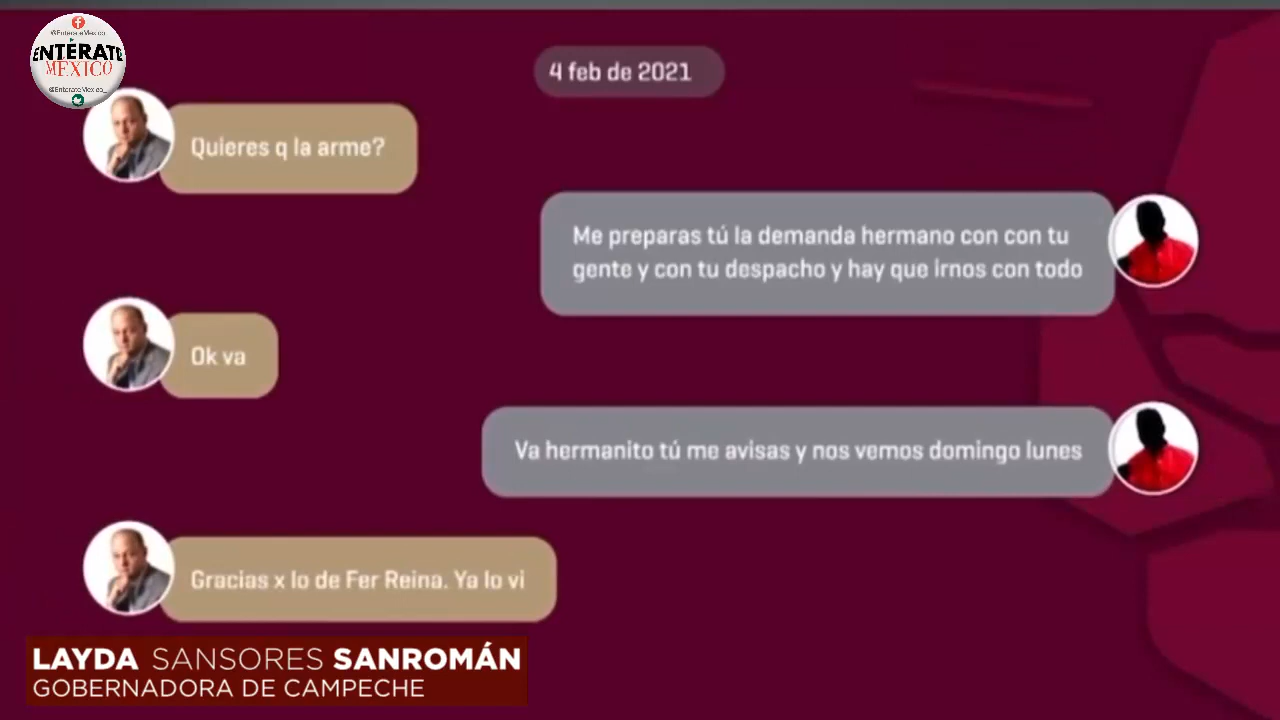 @EnterateMexico
ENTÉRATE
MÉXICO
@EnterateMexico_
4 feb de 2021
Quieres q la arme?
Me preparas tú la demanda hermano con con tu
gente y con tu despacho y hay que irnos con todo
Ok va
Va hermanito tú me avisas y nos vemos domingo lunes
Gracias x lo de Fer Reina. Ya lo vi
LAYDA SANSORES SANROMÁN
GOBERNADORA DE CAMPECHE